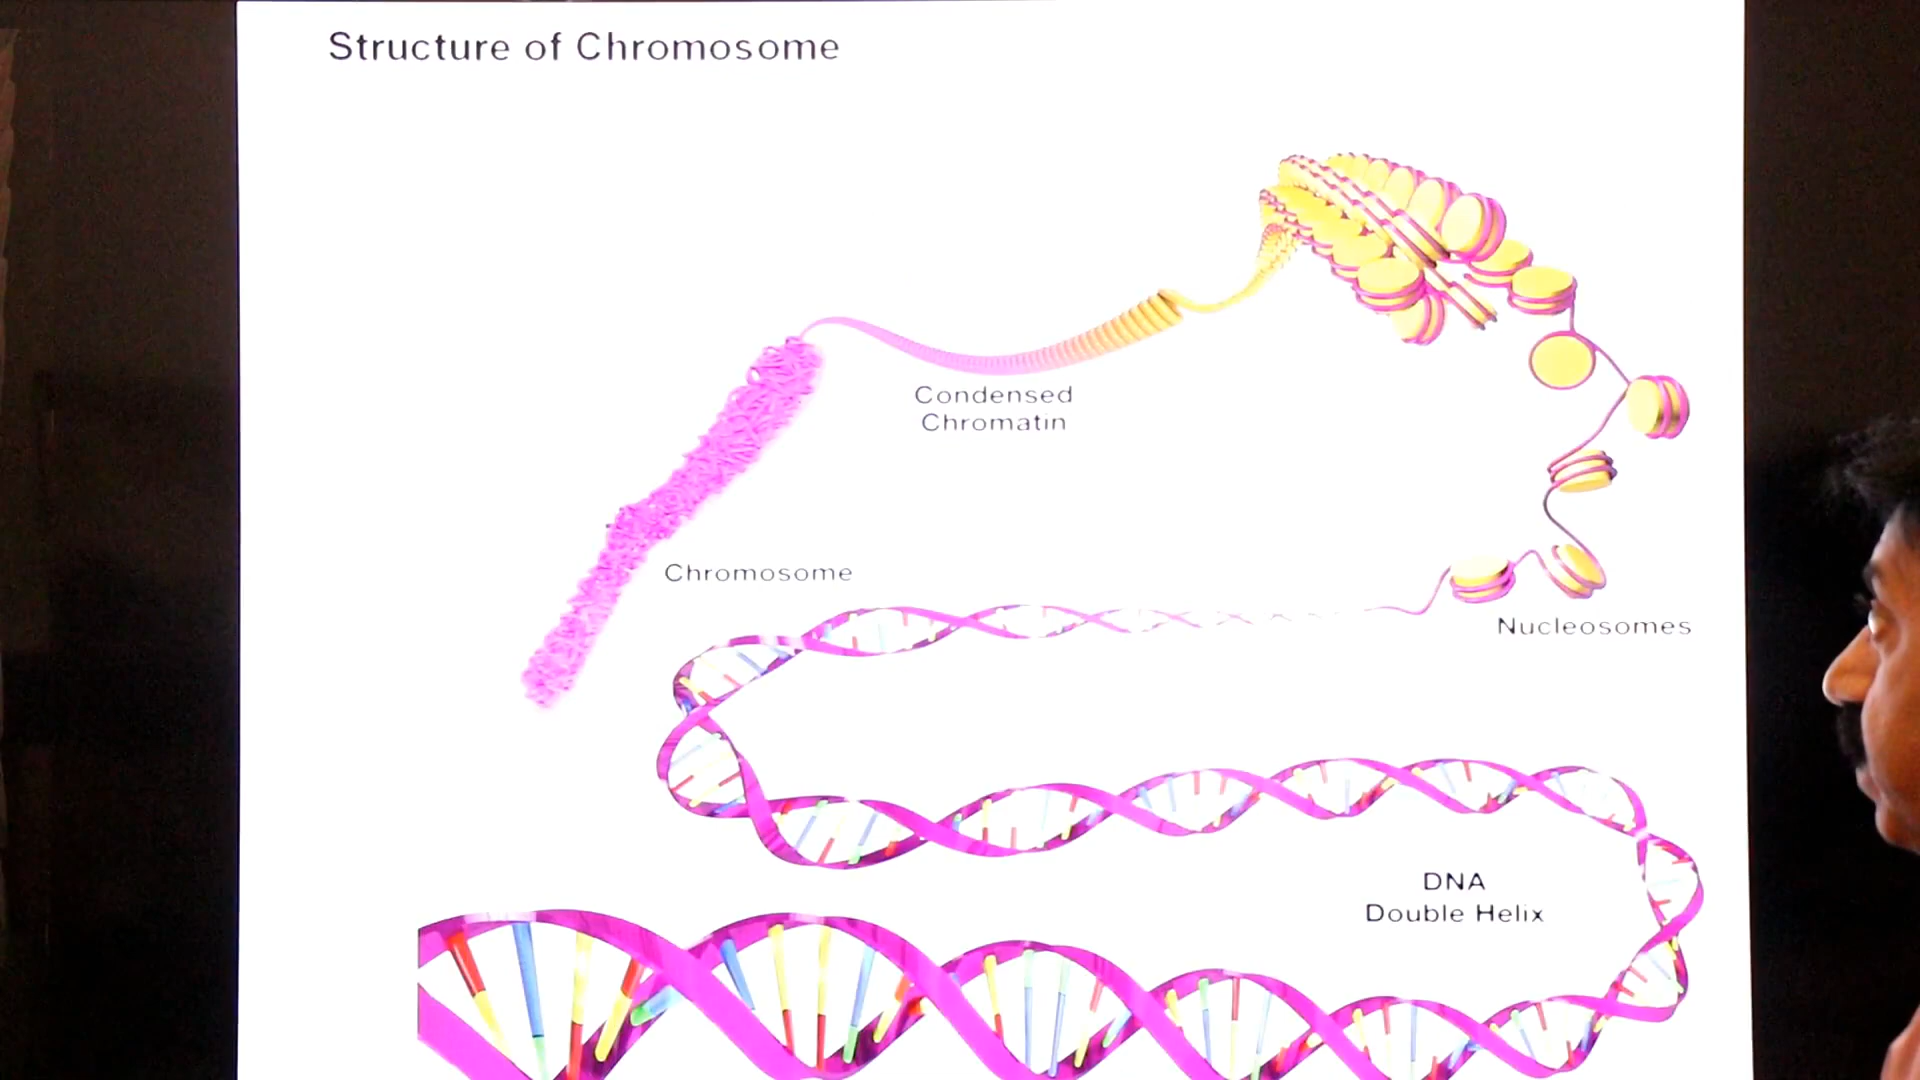 Structure of Chromosome
Condensed
Chromatin
Chromosome
Nucleosomes
DNA
Double Helix